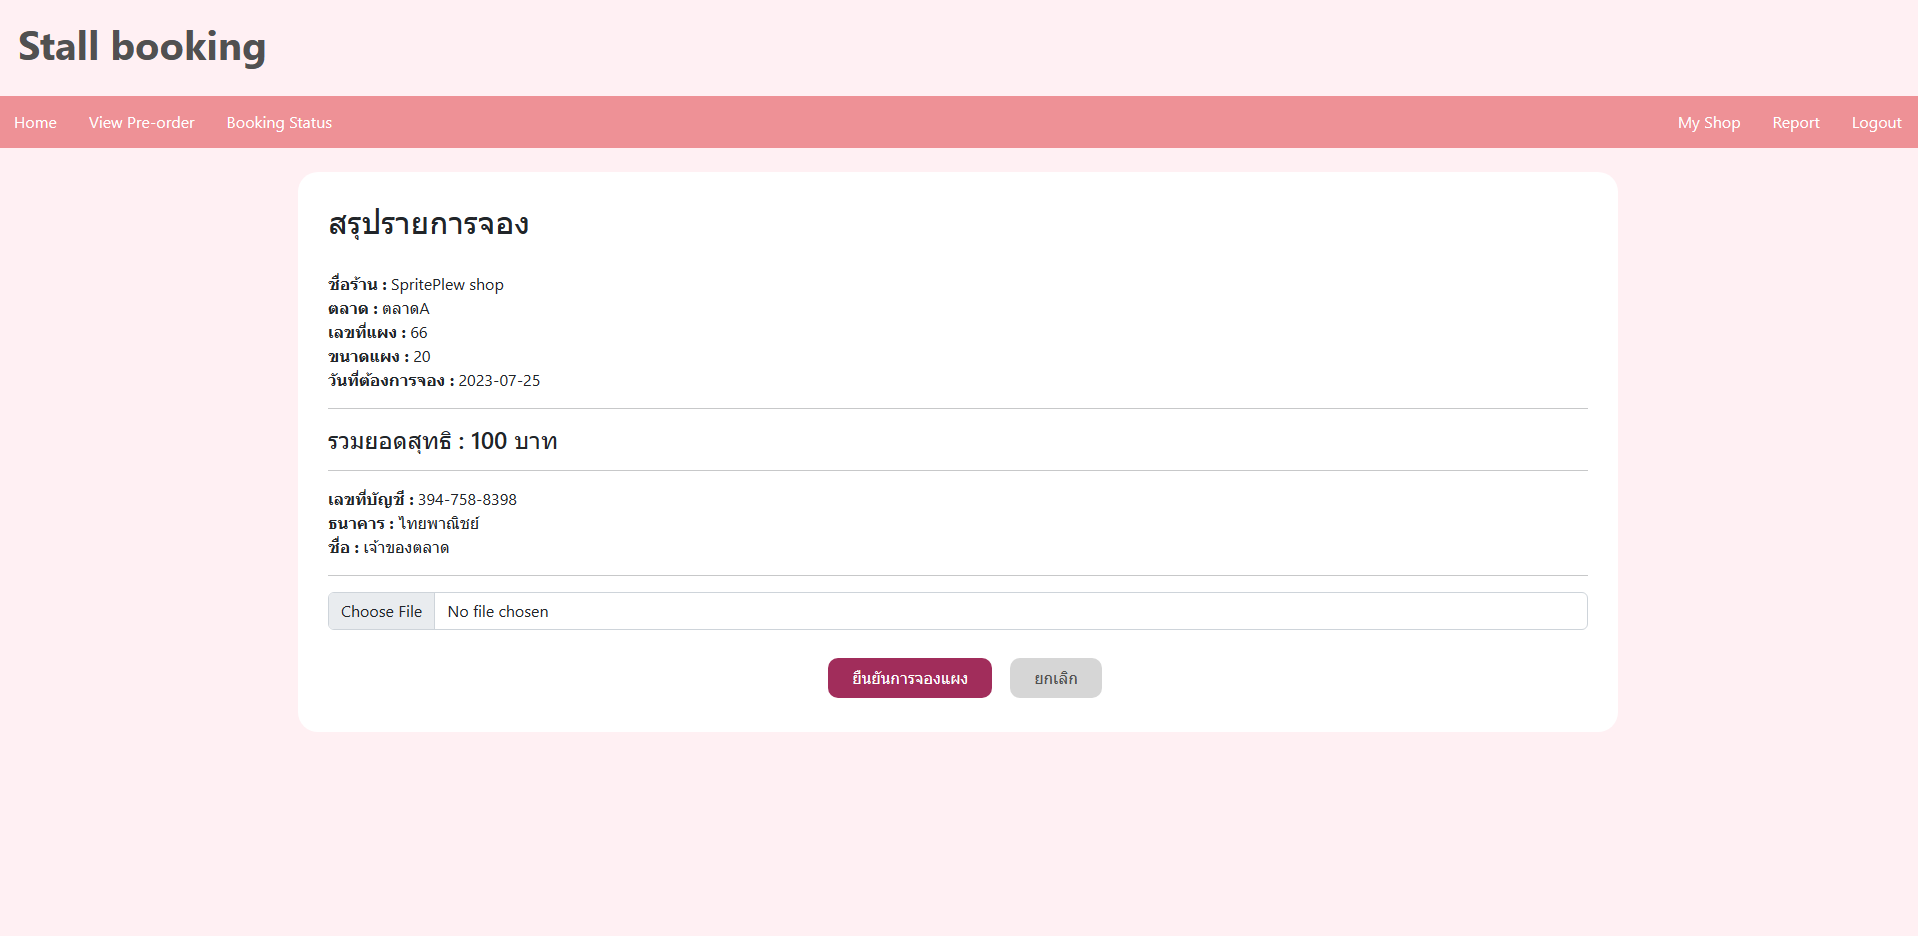 Stall booking
Home View Pre-order Booking Status My Shop Report Logout
สรุปรายการจอง
ชื่อร้าน : SpritePlew shop
ตลาด : ตลาดA
เลขที่แผง : 66
ขนาดแผง : 20
วันที่ต้องการจอง : 2023-07-25
รวมยอดสุทธิ : 100 บาท
เลขที่บัญชี : 394-758-8398
ธนาคาร : ไทยพาณิชย์
ชื่อ : เจ้าของตลาด
Choose File No file chosen
ยืนยันการจองแผง ยกเลิก